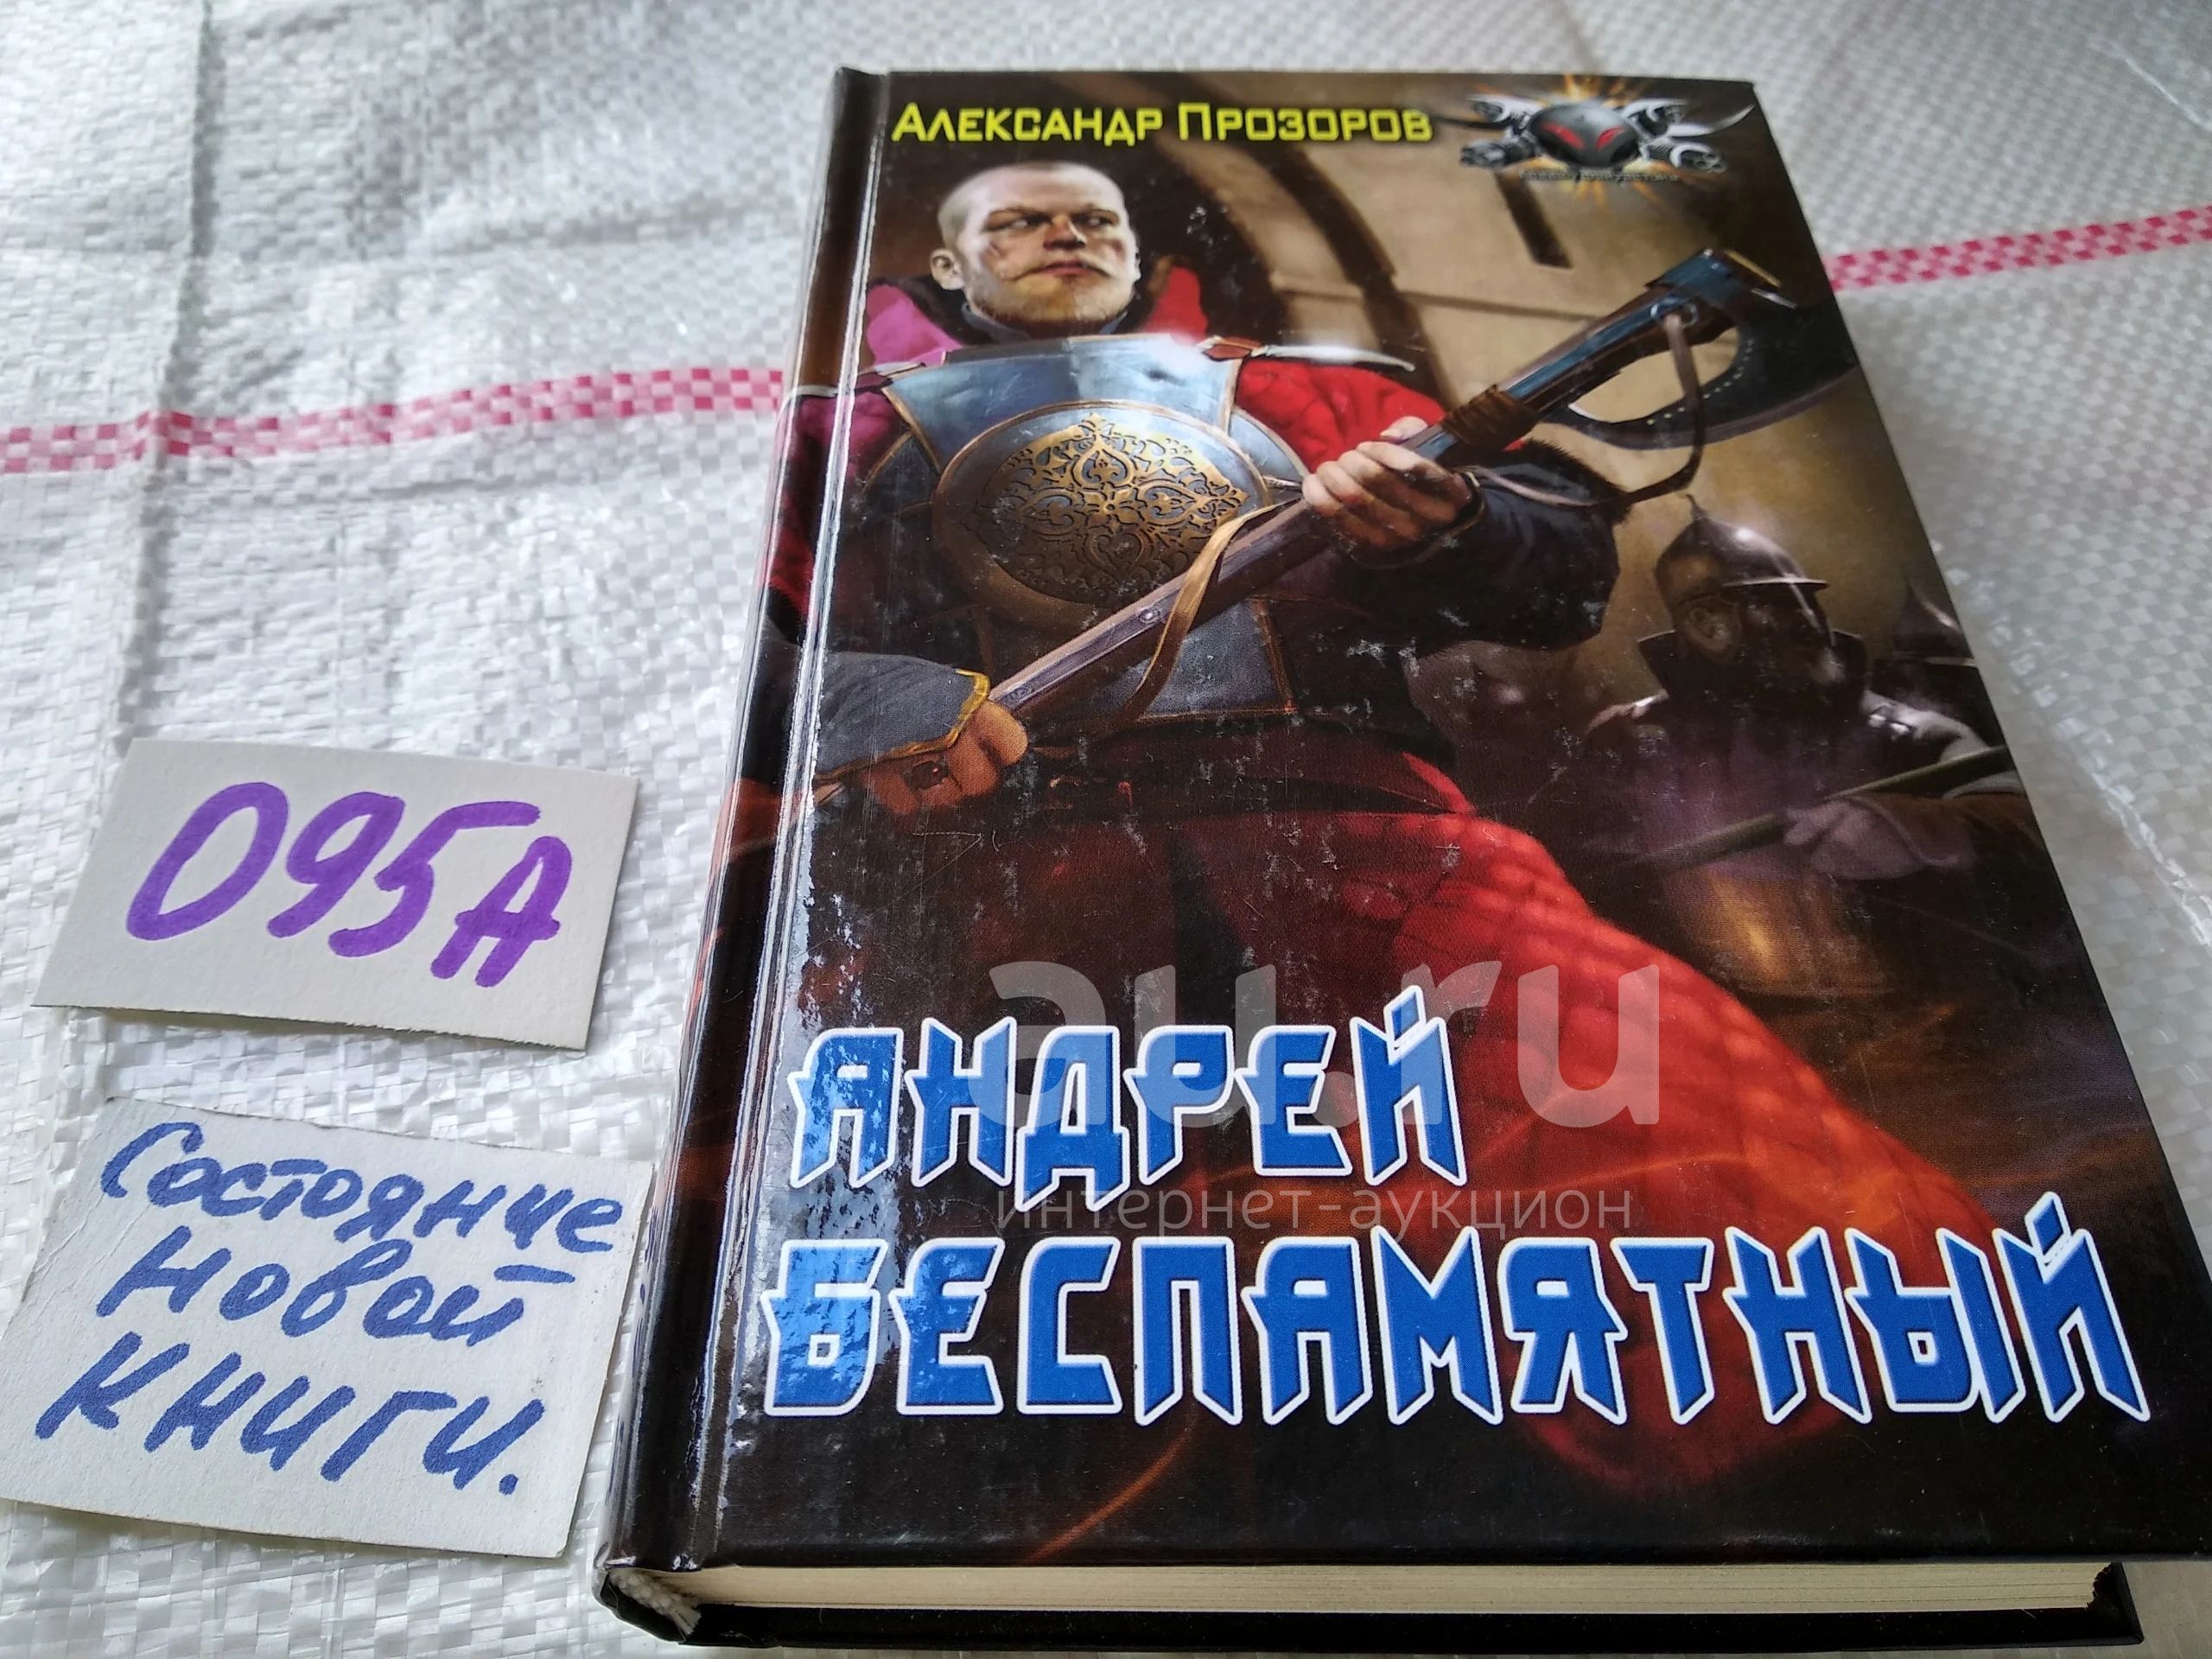 Александр Прозоров
095А
Состояние
новой
книги.
au.ru
интернет-аукцион
АНДРЕЙ
БЕСПАМЯТНЫЙ